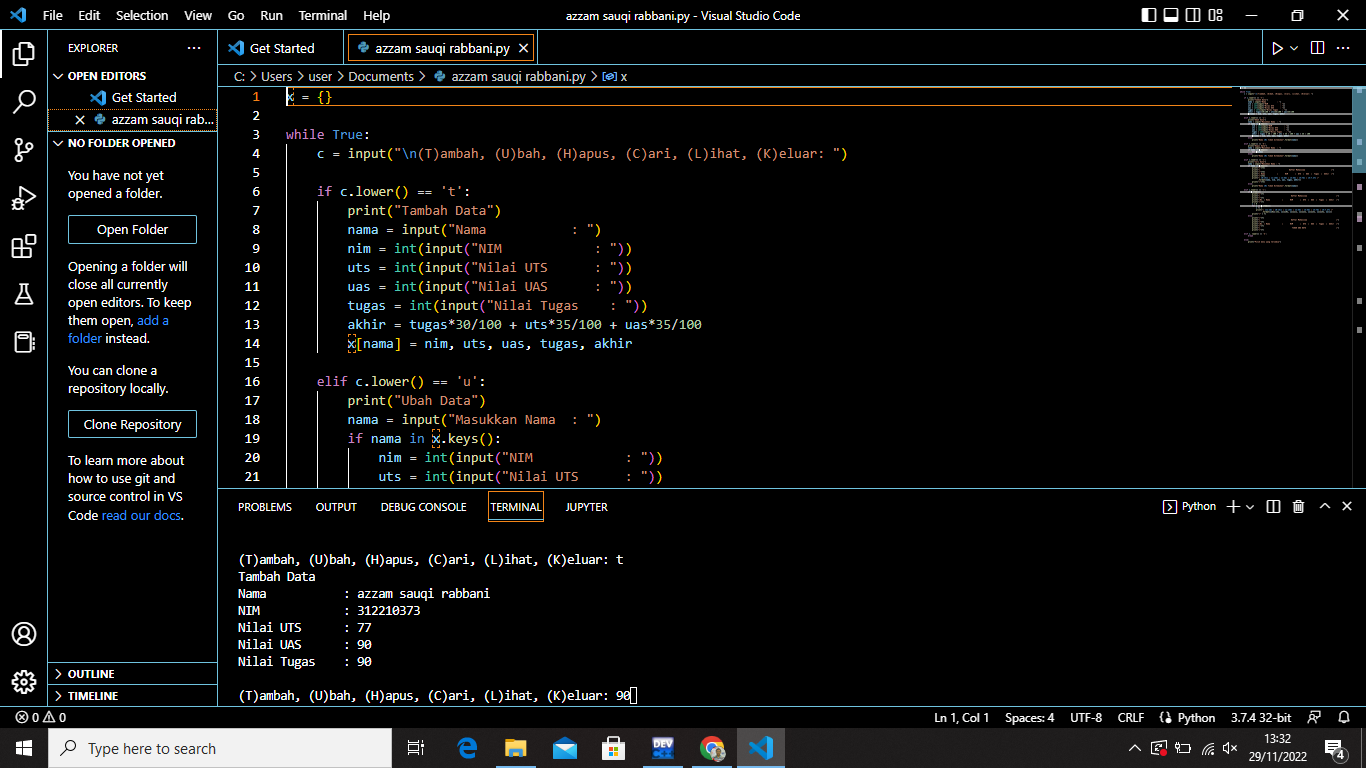 File Edit Selection View Go Run Terminal Help azzam sauqi rabbani.py - Visual Studio Code
EXPLORER ···
OPEN EDITORS
Get Started
azzam sauqi rab...
NO FOLDER OPENED
You have not yet
opened a folder.
Open Folder
Opening a folder will
close all currently
open editors. To keep
them open, add a
folder instead.
You can clone a
repository locally.
Clone Repository
To learn more about
how to use git and
source control in VS
Code read our docs.
OUTLINE
TIMELINE
Get Started azzam sauqi rabbani.py
C: > Users > user > Documents > azzam sauqi rabbani.py > x
1 x = {}
2
3 while True:
4     c = input("\n(T)ambah, (U)bah, (H)apus, (C)ari, (L)ihat, (K)eluar: ")
5
6     if c.lower() == 't':
7         print("Tambah Data")
8         nama = input("Nama           : ")
9         nim = int(input("NIM            : "))
10         uts = int(input("Nilai UTS      : "))
11         uas = int(input("Nilai UAS      : "))
12         tugas = int(input("Nilai Tugas    : "))
13         akhir = tugas*30/100 + uts*35/100 + uas*35/100
14         x[nama] = nim, uts, uas, tugas, akhir
15
16     elif c.lower() == 'u':
17         print("Ubah Data")
18         nama = input("Masukkan Nama  : ")
19         if nama in x.keys():
20             nim = int(input("NIM            : "))
21             uts = int(input("Nilai UTS      : "))
PROBLEMS OUTPUT DEBUG CONSOLE TERMINAL JUPYTER Python
(T)ambah, (U)bah, (H)apus, (C)ari, (L)ihat, (K)eluar: t
Tambah Data
Nama           : azzam sauqi rabbani
NIM            : 312210373
Nilai UTS      : 77
Nilai UAS      : 90
Nilai Tugas    : 90
(T)ambah, (U)bah, (H)apus, (C)ari, (L)ihat, (K)eluar: 90
0 0 Ln 1, Col 1 Spaces: 4 UTF-8 CRLF Python 3.7.4 32-bit
Type here to search DEV 13:32
29/11/2022 4